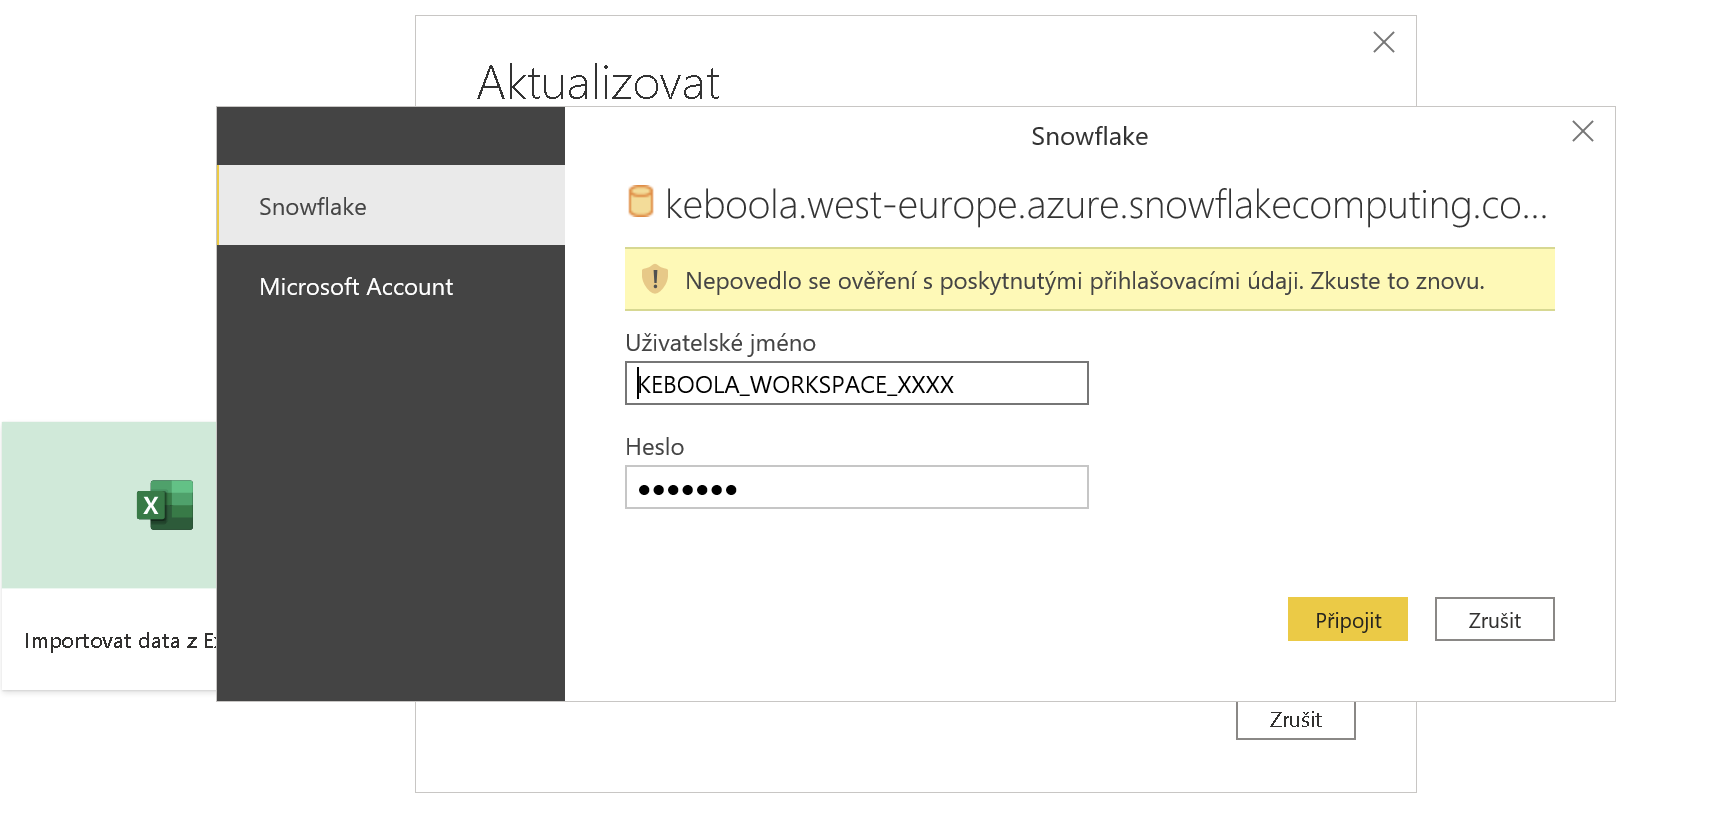 Aktualizovat
Snowflake
Snowflake
Microsoft Account
keboola.west-europe.azure.snowflakecomputing.co...
Nepovedlo se ověření s poskytnutými přihlašovacími údaji. Zkuste to znovu.
Uživatelské jméno
KEBOOLA_WORKSPACE_XXXX
Heslo
Připojit
Zrušit
X
Importovat data z
Zrušit